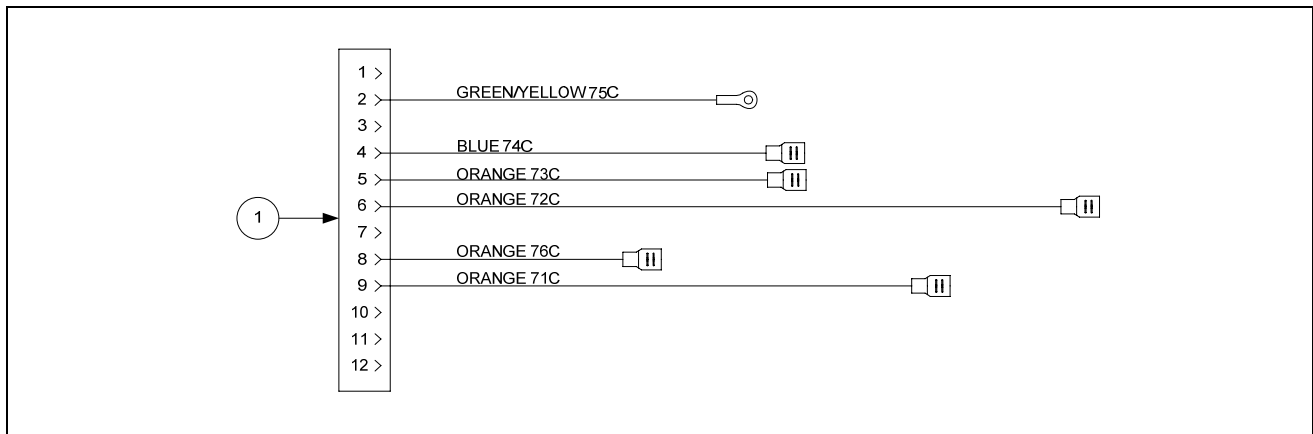 1
2 GREEN/YELLOW 75C
3
4 BLUE 74C
5 ORANGE 73C
6 ORANGE 72C
1
7
8 ORANGE 76C
9 ORANGE 71C
10
11
12